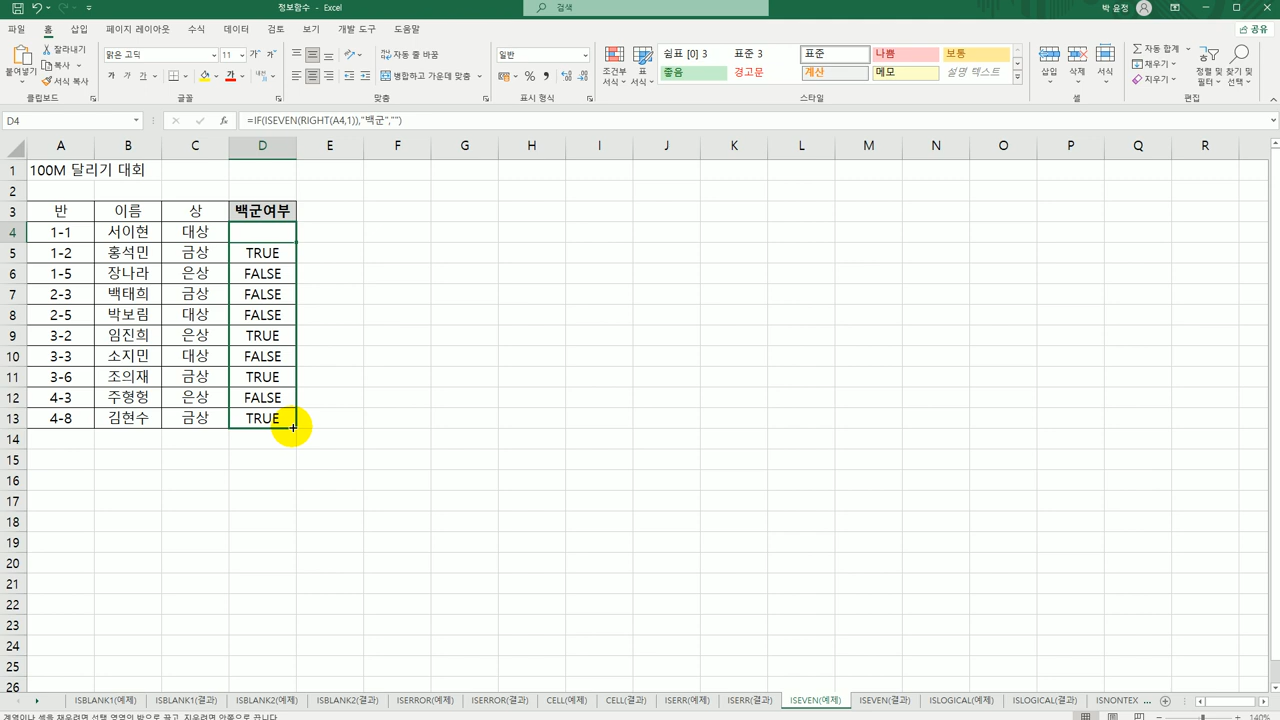 정보함수 - Excel
검색
박 윤정
파일 홈 삽입 페이지 레이아웃 수식 데이터 검토 보기 개발 도구 도움말
공유
붙여넣기
잘라내기
복사
서식 복사
클립보드
맑은 고딕 11
가 가 가
글꼴
자동 줄 바꿈
병합하고 가운데 맞춤
맞춤
일반
표시 형식
조건부 서식
표 서식
쉼표 [0] 3 표준 3 표준 나쁨 보통
좋음 경고문 계산 메모 설명 텍스트
스타일
삽입 삭제 서식
셀
자동 합계
채우기
지우기
정렬 및 필터
찾기 및 선택
편집
D4 =IF(ISEVEN(RIGHT(A4,1)),"백군","")
A B C D E F G H I J K L M N O P Q R
1 100M 달리기 대회
2
3 반 이름 상 백군여부
4 1-1 서이현 대상
5 1-2 홍석민 금상 TRUE
6 1-5 장나라 은상 FALSE
7 2-3 백태희 금상 FALSE
8 2-5 박보림 대상 FALSE
9 3-2 임진희 은상 TRUE
10 3-3 소지민 대상 FALSE
11 3-6 조의재 금상 TRUE
12 4-3 주형헝 은상 FALSE
13 4-8 김현수 금상 TRUE
14
15
16
17
18
19
20
21
22
23
24
25
26
ISBLANK1(예제) ISBLANK1(결과) ISBLANK2(예제) ISBLANK2(결과) ISERROR(예제) ISERROR(결과) CELL(예제) CELL(결과) ISERR(예제) ISERR(결과) ISEVEN(예제) ISEVEN(결과) ISLOGICAL(예제) ISLOGICAL(결과) ISNONTEX ...
140%